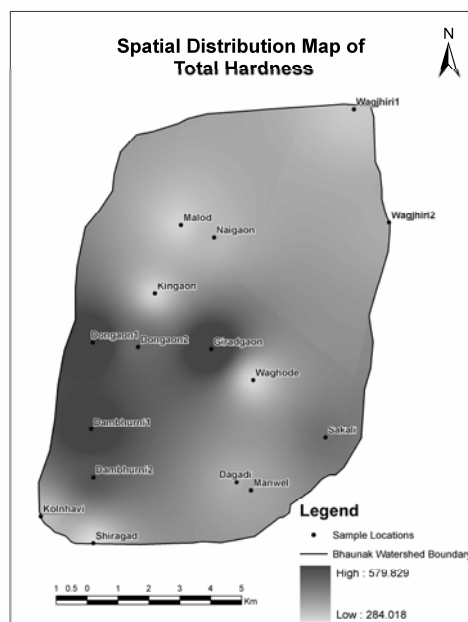 Spatial Distribution Map of
Total Hardness
N
Wagjhiri1
Malod
Naigaon
Wagjhiri2
Kingaon
Dongaon1
Dongaon2
Giradgaon
Waghode
Dambhurni1
Sakali
Dambhurni2
Dagadi
Manwel
Kolnhavi
Shiragad
Legend
Sample Locations
Bhaunak Watershed Boundary
High : 579.829
Low : 284.018
1 0.5 0 1 2 3 4 5
Km